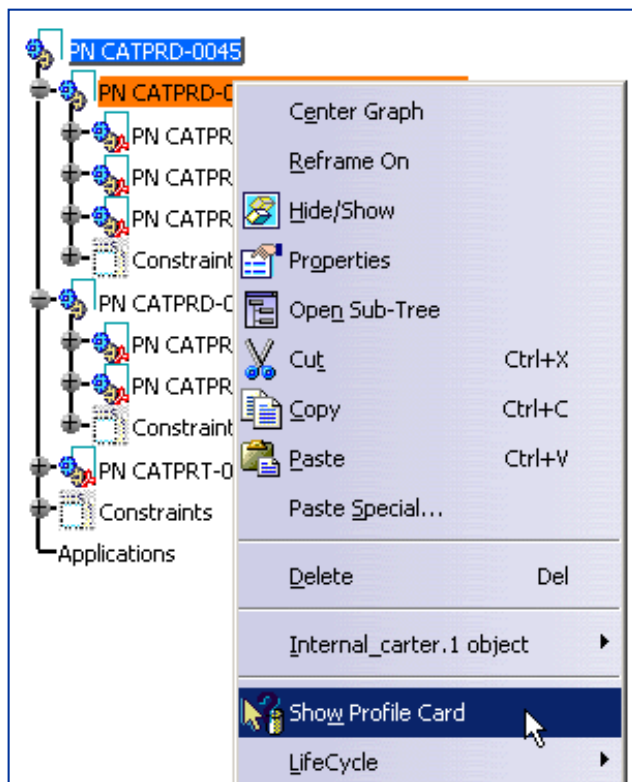 PN CATPRD-0045
PN CATPRD-0
PN CATPR
PN CATPR
PN CATPR
Constraint
PN CATPRD-0
PN CATPR
PN CATPR
Constraint
PN CATPRT-0
Constraints
Applications
Center Graph
Reframe On
Hide/Show
Properties
Open Sub-Tree
Cut Ctrl+X
Copy Ctrl+C
Paste Ctrl+V
Paste Special...
Delete Del
Internal_carter.1 object
Show Profile Card
LifeCycle